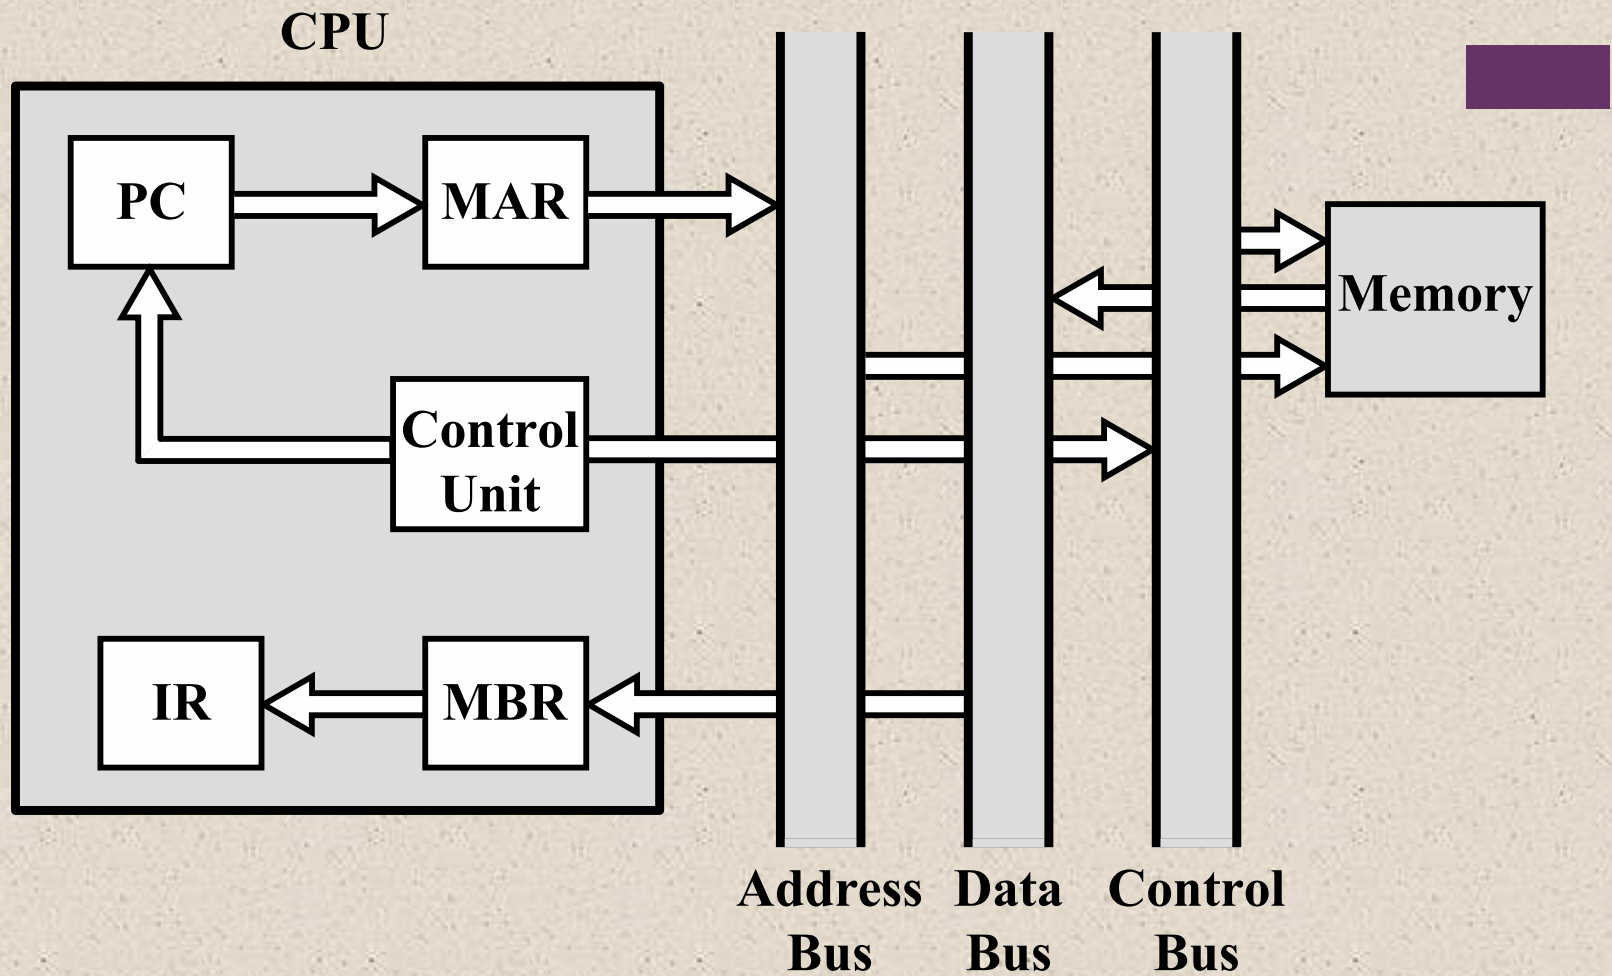 CPU
PC
MAR
Memory
Control
Unit
IR
MBR
Address
Bus
Data
Bus
Control
Bus